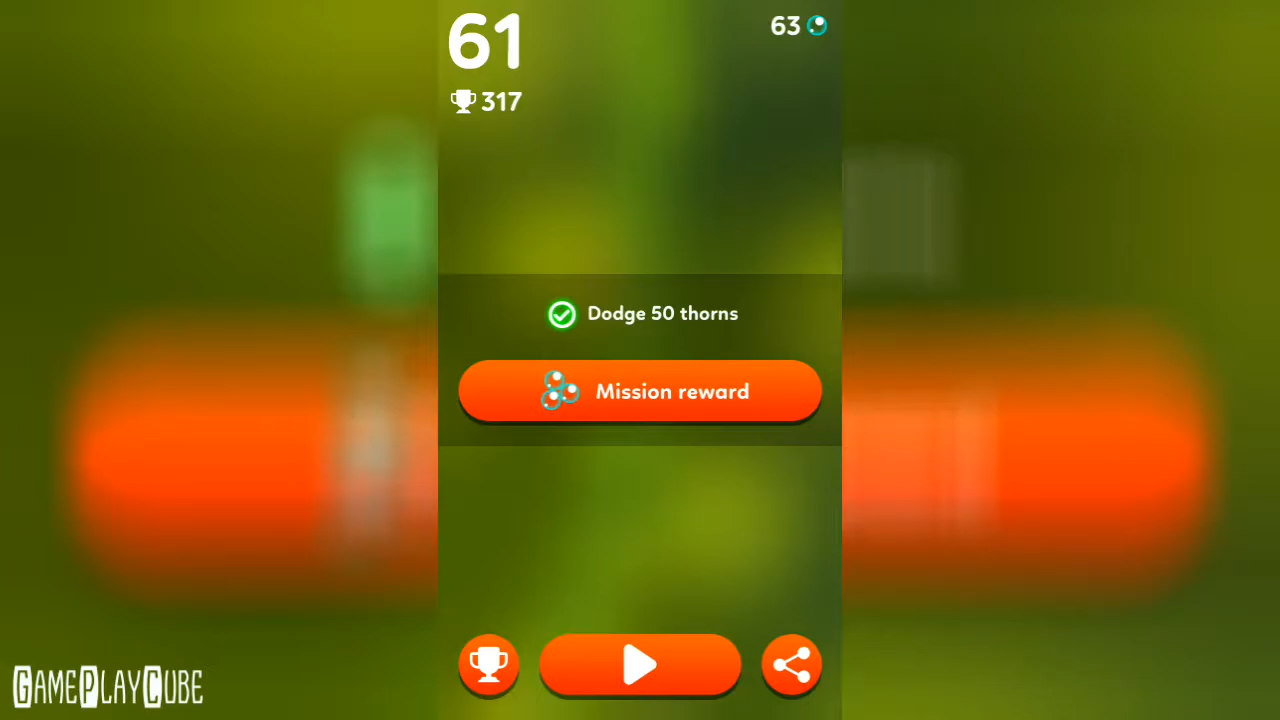 61
63
317
Dodge 50 thorns
Mission reward
GAMEPLAYCUBE